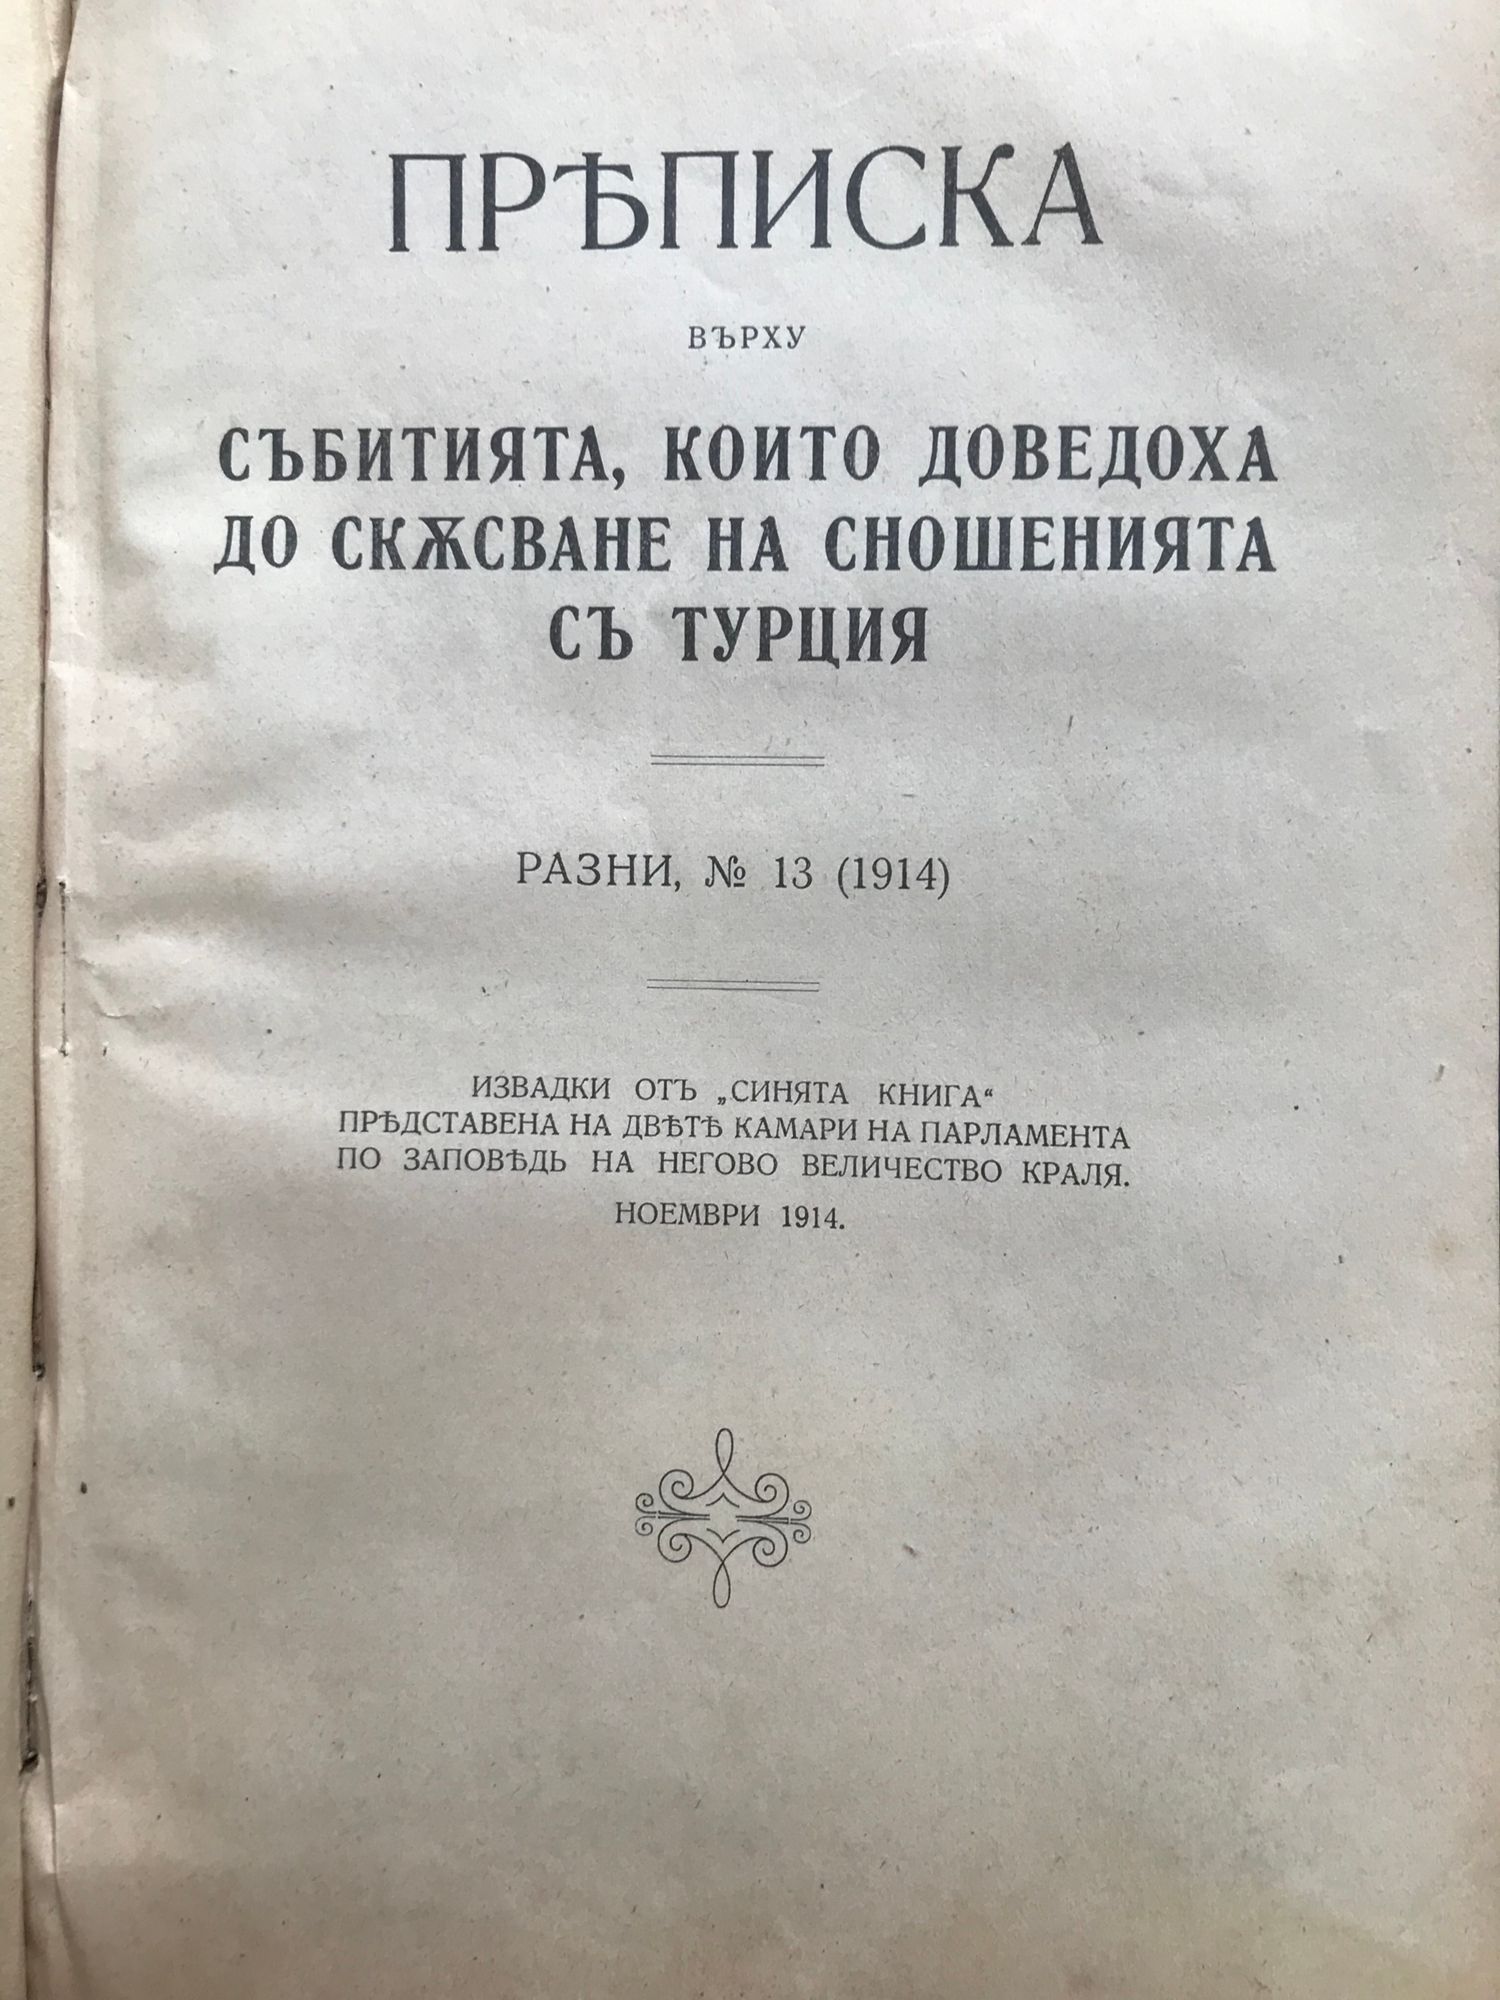 ПРѢПИСКА
ВЪРХУ
СЪБИТИЯТА, КОИТО ДОВЕДОХА
ДО СКѪСВАНЕ НА СНОШЕНИЯТА
СЪ ТУРЦИЯ
РАЗНИ, № 13 (1914)
ИЗВАДКИ ОТЪ „СИНЯТА КНИГА“
ПРѢДСТАВЕНА НА ДВѢТѢ КАМАРИ НА ПАРЛАМЕНТА
ПО ЗАПОВѢДЬ НА НЕГОВО ВЕЛИЧЕСТВО КРАЛЯ.
НОЕМВРИ 1914.